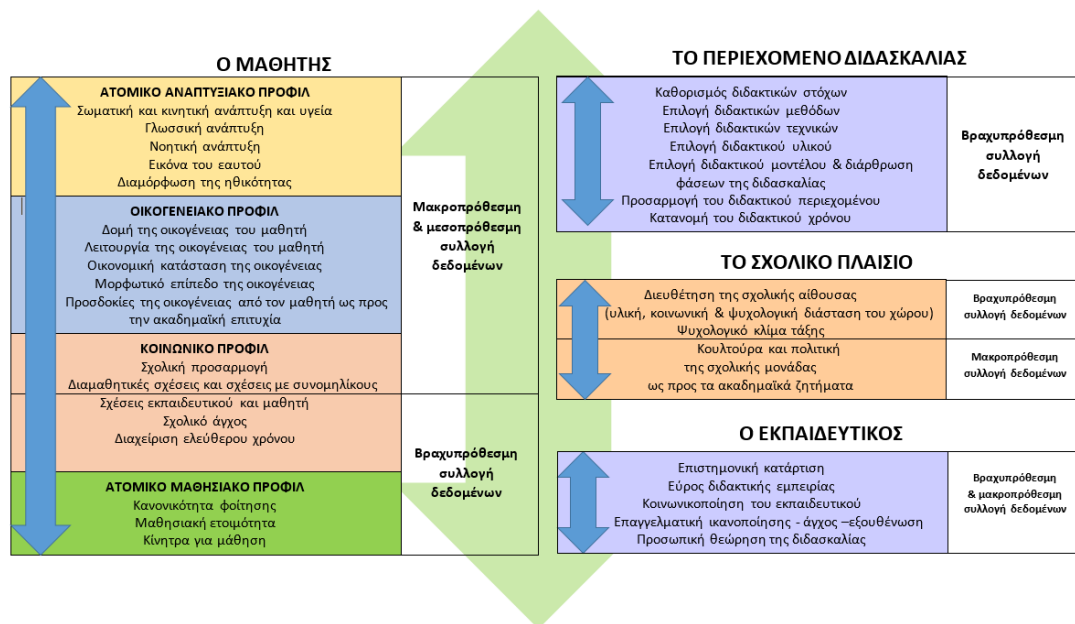 Ο ΜΑΘΗΤΗΣ
ΑΤΟΜΙΚΟ ΑΝΑΠΤΥΞΙΑΚΟ ΠΡΟΦΙΛ
Σωματική και κινητική ανάπτυξη και υγεία
Γλωσσική ανάπτυξη
Νοητική ανάπτυξη
Εικόνα του εαυτού
Διαμόρφωση της ηθικότητας
ΟΙΚΟΓΕΝΕΙΑΚΟ ΠΡΟΦΙΛ
Δομή της οικογένειας του μαθητή
Λειτουργία της οικογένειας του μαθητή
Οικονομική κατάσταση της οικογένειας
Μορφωτικό επίπεδο της οικογένειας
Προσδοκίες της οικογένειας από τον μαθητή ως προς
την ακαδημαϊκή επιτυχία
ΚΟΙΝΩΝΙΚΟ ΠΡΟΦΙΛ
Σχολική προσαρμογή
Διαμαθητικές σχέσεις και σχέσεις με συνομηλίκους
Μακροπρόθεσμη
& μεσοπρόθεσμη
συλλογή
δεδομένων
Σχέσεις εκπαιδευτικού και μαθητή
Σχολικό άγχος
Διαχείριση ελεύθερου χρόνου
ΑΤΟΜΙΚΟ ΜΑΘΗΣΙΑΚΟ ΠΡΟΦΙΛ
Κανονικότητα φοίτησης
Μαθησιακή ετοιμότητα
Κίνητρα για μάθηση
Βραχυπρόθεσμη
συλλογή
δεδομένων
ΤΟ ΠΕΡΙΕΧΟΜΕΝΟ ΔΙΔΑΣΚΑΛΙΑΣ
Καθορισμός διδακτικών στόχων
Επιλογή διδακτικών μεθόδων
Επιλογή διδακτικών τεχνικών
Επιλογή διδακτικού υλικού
Επιλογή διδακτικού μοντέλου & διάρθρωση
φάσεων της διδασκαλίας
Προσαρμογή του διδακτικού περιεχομένου
Κατανομή του διδακτικού χρόνου
Βραχυπρόθεσμη
συλλογή
δεδομένων
ΤΟ ΣΧΟΛΙΚΟ ΠΛΑΙΣΙΟ
Διευθέτηση της σχολικής αίθουσας
(υλική, κοινωνική & ψυχολογική διάσταση του χώρου)
Ψυχολογικό κλίμα τάξης
Βραχυπρόθεσμη
συλλογή δεδομένων
Κουλτούρα και πολιτική
της σχολικής μονάδας
ως προς τα ακαδημαϊκά ζητήματα
Μακροπρόθεσμη
συλλογή δεδομένων
Ο ΕΚΠΑΙΔΕΥΤΙΚΟΣ
Επιστημονική κατάρτιση
Εύρος διδακτικής εμπειρίας
Κοινωνικοποίηση του εκπαιδευτικού
Επαγγελματική ικανοποίησης - άγχος –εξουθένωση
Προσωπική θεώρηση της διδασκαλίας
Βραχυπρόθεσμη
& μακροπρόθεσμη
συλλογή δεδομένων